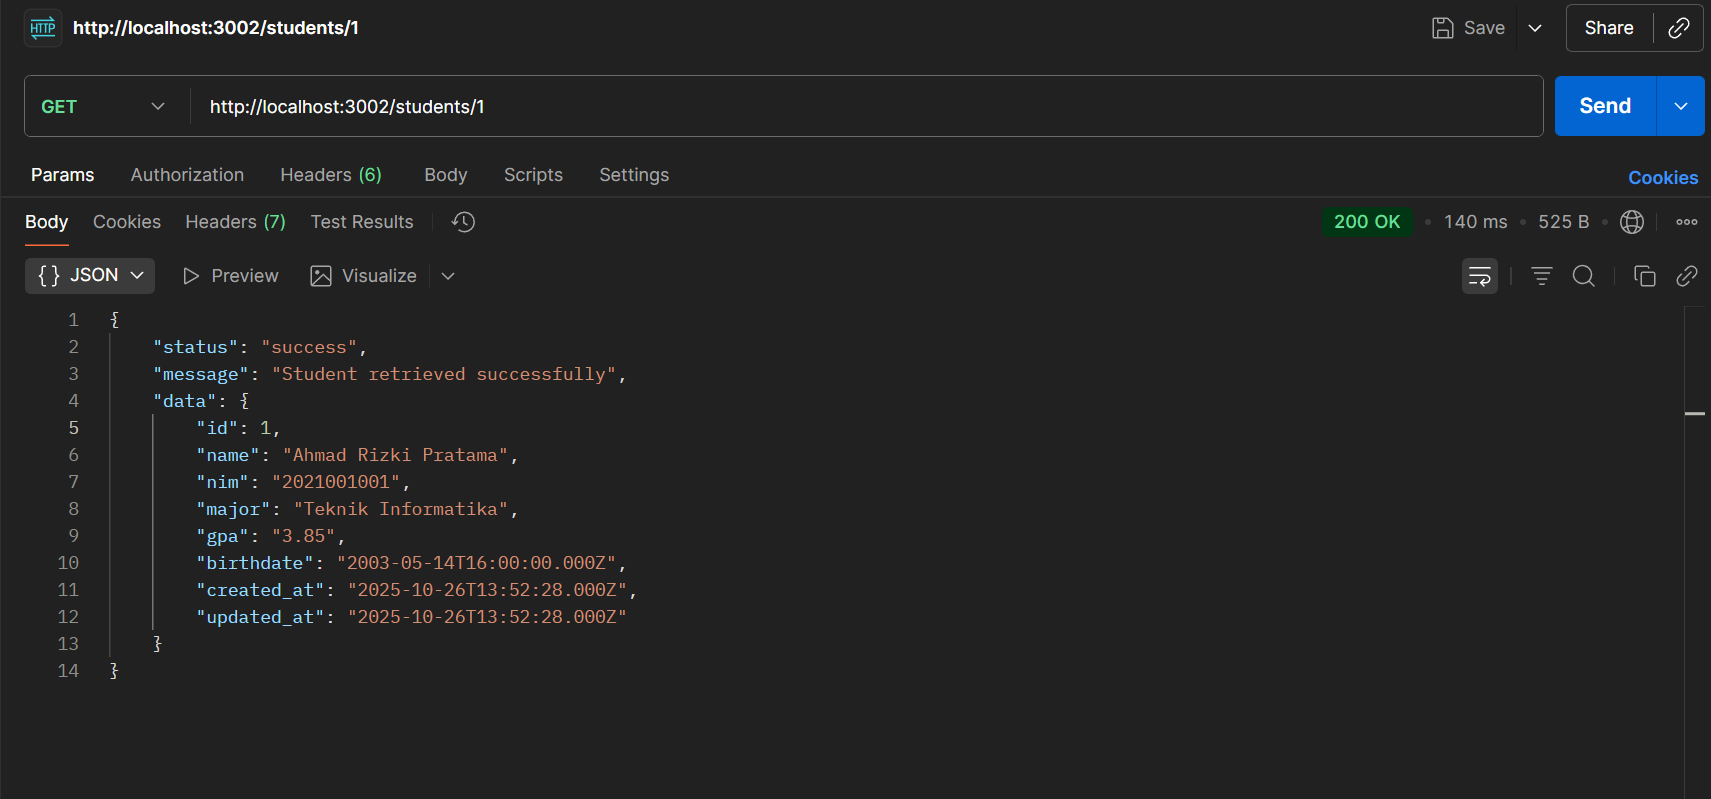 HTTP http://localhost:3002/students/1 Save Share
GET http://localhost:3002/students/1 Send
Params Authorization Headers (6) Body Scripts Settings Cookies
Body Cookies Headers (7) Test Results 200 OK • 140 ms • 525 B •
{} JSON Preview Visualize
1 {
2 "status": "success",
3 "message": "Student retrieved successfully",
4 "data": {
5 "id": 1,
6 "name": "Ahmad Rizki Pratama",
7 "nim": "2021001001",
8 "major": "Teknik Informatika",
9 "gpa": "3.85",
10 "birthdate": "2003-05-14T16:00:00.000Z",
11 "created_at": "2025-10-26T13:52:28.000Z",
12 "updated_at": "2025-10-26T13:52:28.000Z"
13 }
14 }